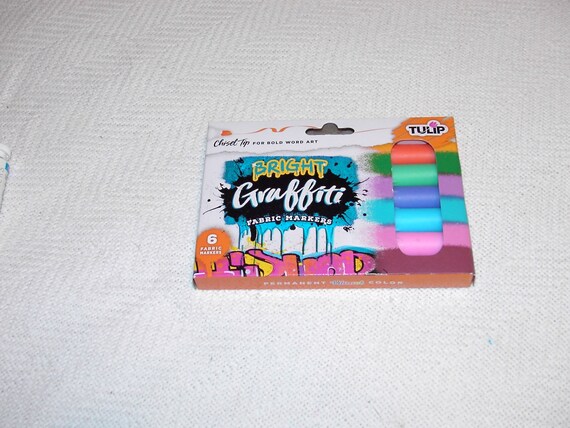 Chisel Tip FOR BOLD WORD ART
TULIP
BRIGHT
Graffiti
FABRIC MARKERS
6
FABRIC
MARKERS
PERMANENT COLOR